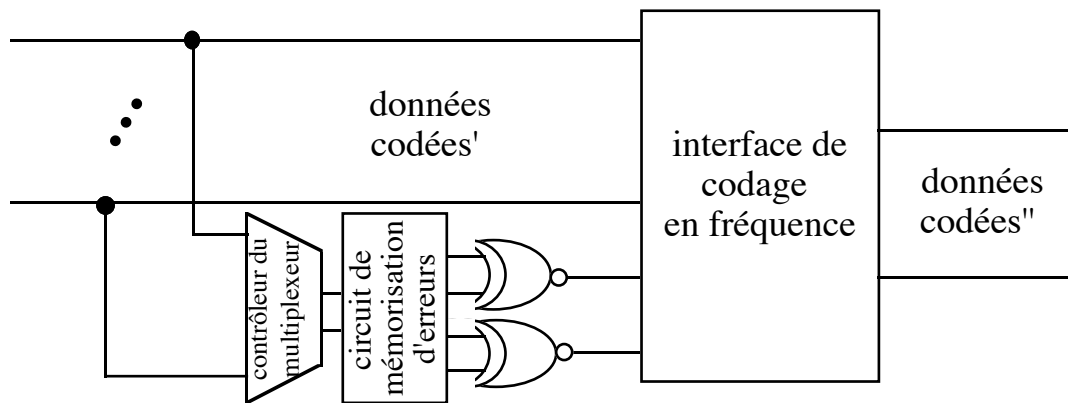 données
codées'
interface de
codage
en fréquence
données
codées"
contrôleur du
multiplexeur
circuit de
mémorisation
d'erreurs